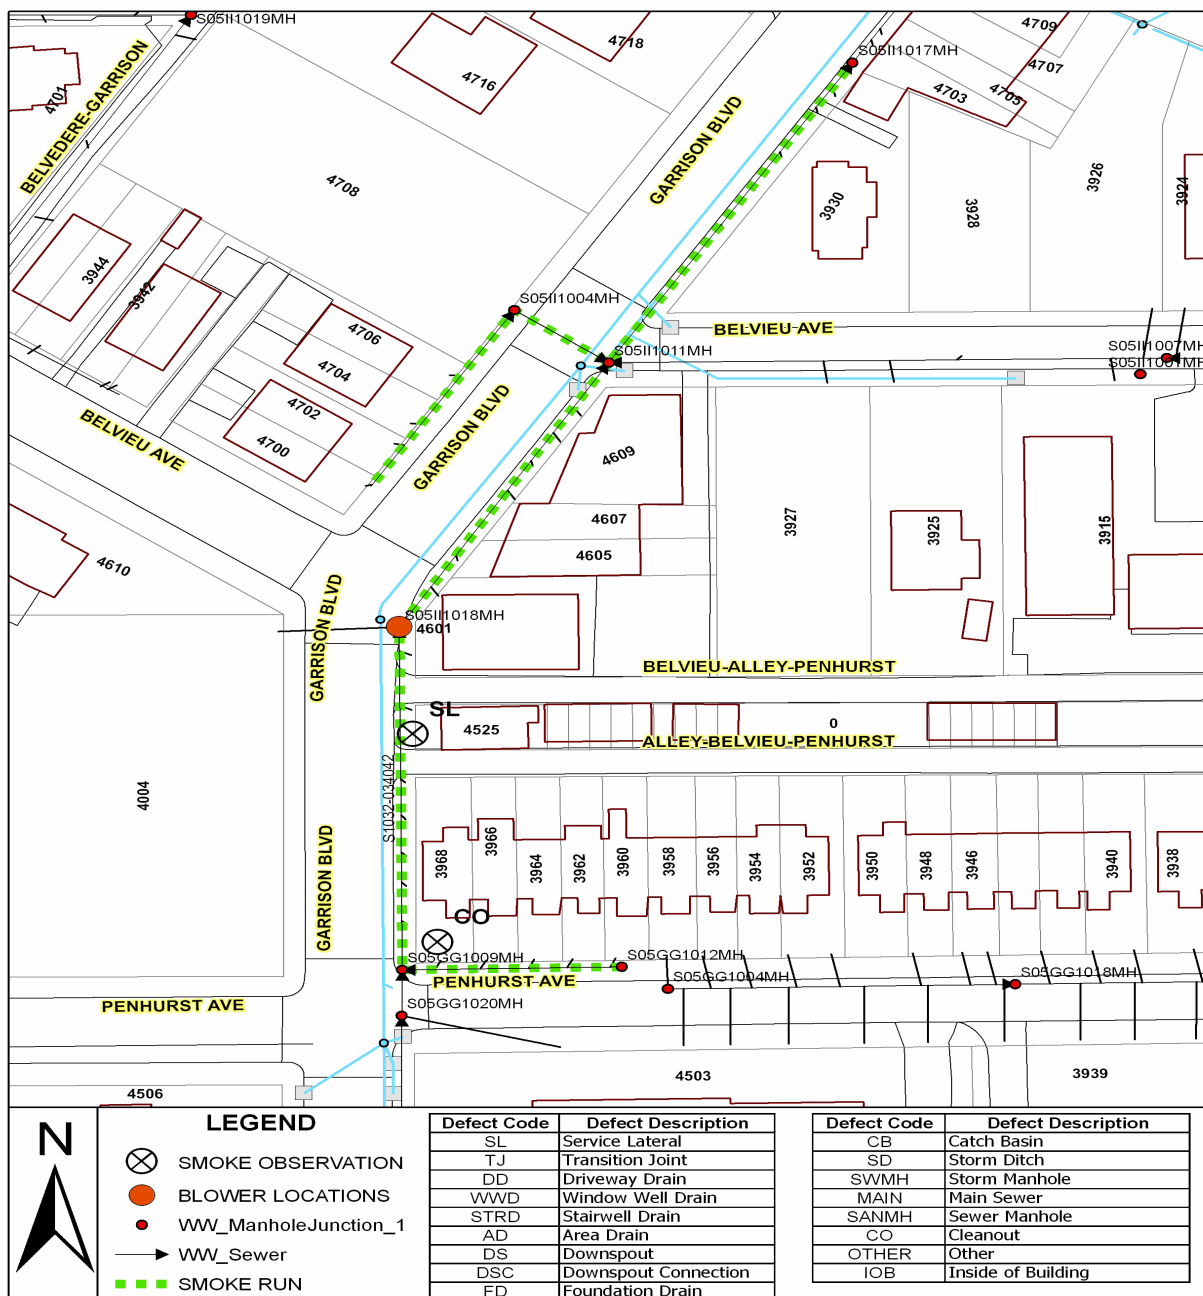 S05II1019MH
4718
4709
S05II1017MH
4707
4716
4705
4703
4701
BELVEDERE-GARRISON
GARRISON BLVD
4708
3926
3924
3930
3928
3944
3942
S05II1004MH
4706
BELVIEU AVE
S05II1011MH
S05II1007MH
S05II1007MH
4704
4702
4700
BELVIEU AVE
GARRISON BLVD
4609
4607
3927
3925
3915
4605
4610
GARRISON BLVD
S05II1018MH
4601
BELVIEU-ALLEY-PENHURST
SL
4525
0
ALLEY-BELVIEU-PENHURST
4004
S1032-034042
GARRISON BLVD
3968
3966
3964
3962
3960
3958
3956
3954
3952
3950
3948
3946
3940
3938
CO
S05GG1009MH
S05GG1012MH
PENHURST AVE
S05GG1004MH
S05GG1018MH
PENHURST AVE
S05GG1020MH
4506
4503
3939
N
LEGEND
SMOKE OBSERVATION
BLOWER LOCATIONS
WW_ManholeJunction_1
WW_Sewer
SMOKE RUN
Defect Code Defect Description
SL Service Lateral
TJ Transition Joint
DD Driveway Drain
WWD Window Well Drain
STRD Stairwell Drain
AD Area Drain
DS Downspout
DSC Downspout Connection
FD Foundation Drain
Defect Code Defect Description
CB Catch Basin
SD Storm Ditch
SWMH Storm Manhole
MAIN Main Sewer
SANMH Sewer Manhole
CO Cleanout
OTHER Other
IOB Inside of Building